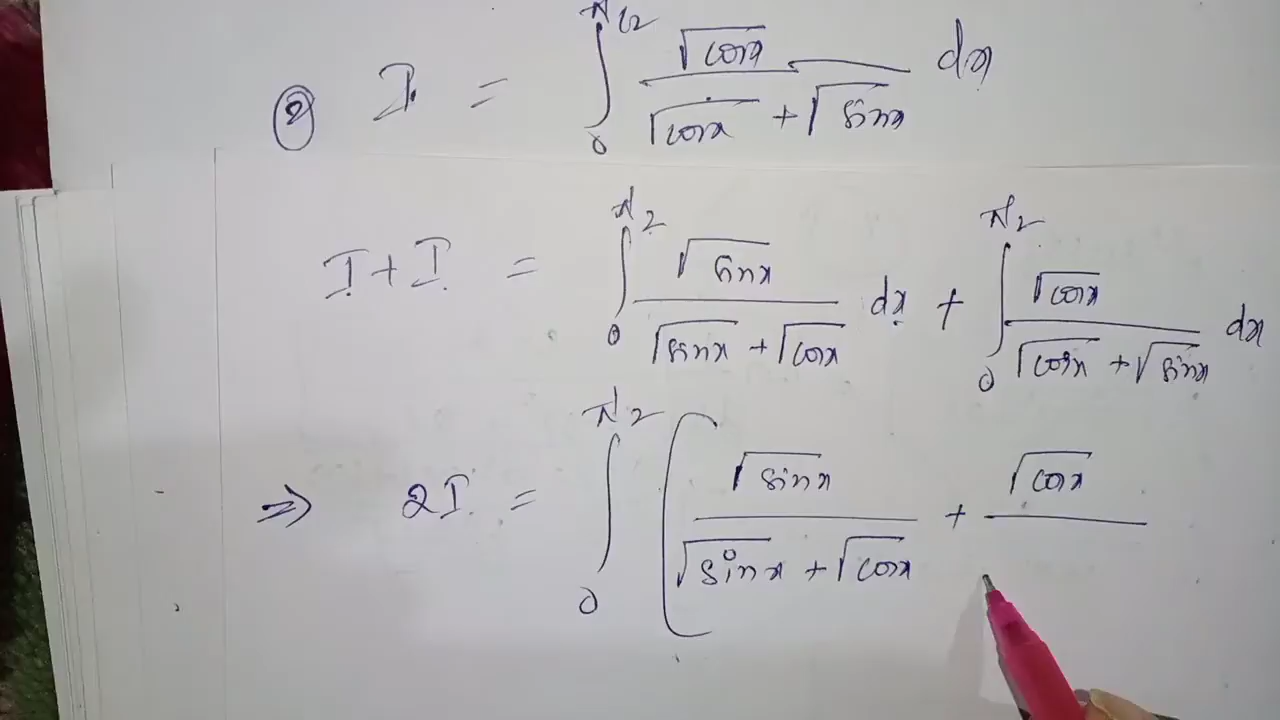 ② I = ∫₀^{π/2} √cosx / (√cosx + √sinx) dx
I + I = ∫₀^{π/2} √sinx / (√sinx + √cosx) dx + ∫₀^{π/2} √cosx / (√cosx + √sinx) dx
⇒ 2I = ∫₀^{π/2} [ √sinx / (√sinx + √cosx) + √cosx /